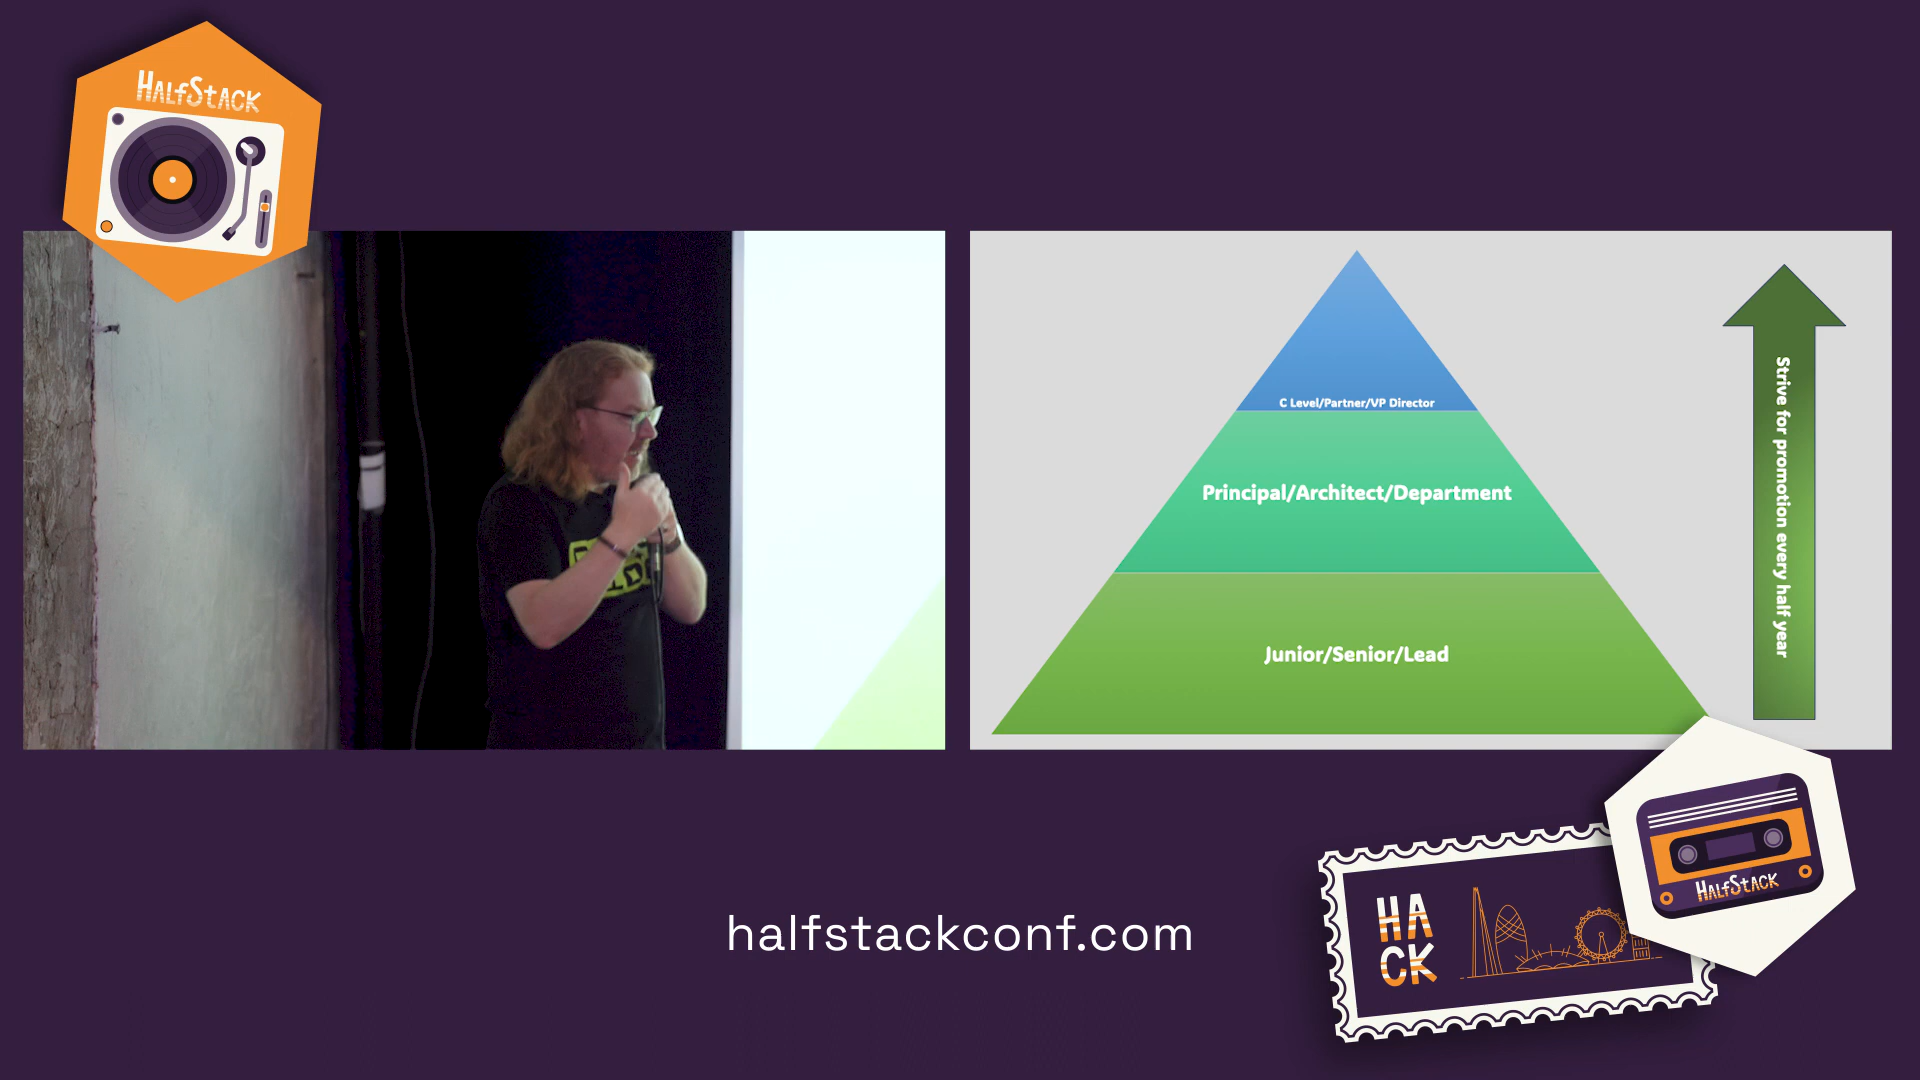 HALFSTACK
C Level/Partner/VP Director
Principal/Architect/Department
Junior/Senior/Lead
Strive for promotion every half year
HALFSTACK
HA
CK
halfstackconf.com